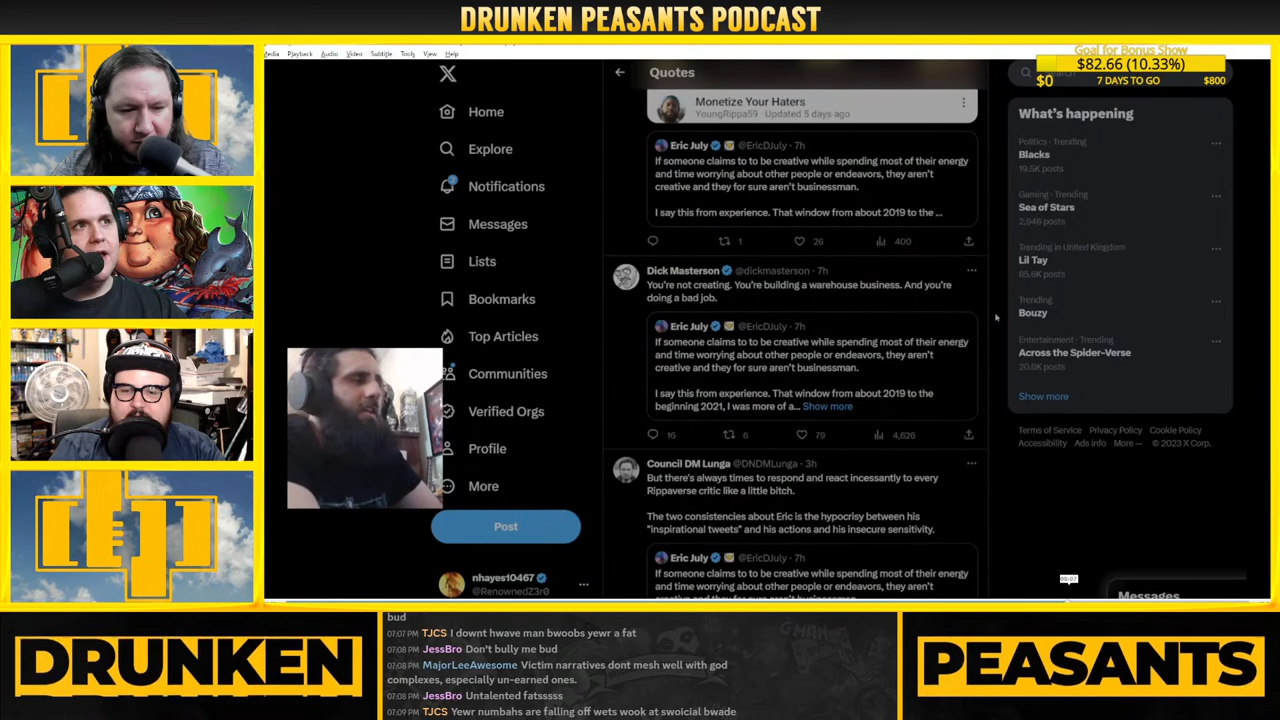 DRUNKEN PEASANTS PODCAST
Media Playback Audio Video Subtitle Tools View Help
Goal for Bonus Show
$82.66 (10.33%)
$0 7 DAYS TO GO $800
X
Home
Explore
2
Notifications
Messages
Lists
Bookmarks
Top Articles
Communities
Verified Orgs
Profile
More
Post
nhayes10467
@RenownedZ3r0
Quotes
Monetize Your Haters
YoungRippa59 · Updated 5 days ago
Eric July @EricDJuly · 7h
If someone claims to to be creative while spending most of their energy
and time worrying about other people or endeavors, they aren't
creative and they for sure aren't businessman.
I say this from experience. That window from about 2019 to the ...
1 26 400
Dick Masterson @dickmasterson · 7h
You're not creating. You're building a warehouse business. And you're
doing a bad job.
Eric July @EricDJuly · 7h
If someone claims to to be creative while spending most of their energy
and time worrying about other people or endeavors, they aren't
creative and they for sure aren't businessman.
I say this from experience. That window from about 2019 to the
beginning 2021, I was more of a... Show more
16 6 79 4,626
Council DM Lunga @DNDMLunga · 3h
But there's always times to respond and react incessantly to every
Rippaverse critic like a little bitch.
The two consistencies about Eric is the hypocrisy between his
"inspirational tweets" and his actions and his insecure sensitivity.
Eric July @EricDJuly · 7h
If someone claims to to be creative while spending most of their energy
and time worrying about other people or endeavors, they aren't
What's happening
Politics · Trending
Blacks
19.5K posts
Gaming · Trending
Sea of Stars
2,946 posts
Trending in United Kingdom
Lil Tay
85.6K posts
Trending
Bouzy
Entertainment · Trending
Across the Spider-Verse
20.6K posts
Show more
Terms of Service Privacy Policy Cookie Policy
Accessibility Ads info More ... © 2023 X Corp.
Messages
DRUNKEN
bud
07:07 PM TJCS I downt hwave man bwoobs yewr a fat
07:08 PM JessBro Don't bully me bud
07:08 PM MajorLeeAwesome Victim narratives dont mesh well with god
complexes, especially un-earned ones.
07:08 PM JessBro Untalented fatsssss
07:09 PM TJCS Yewr numbahs are falling off wets wook at swoicial bwade
PEASANTS